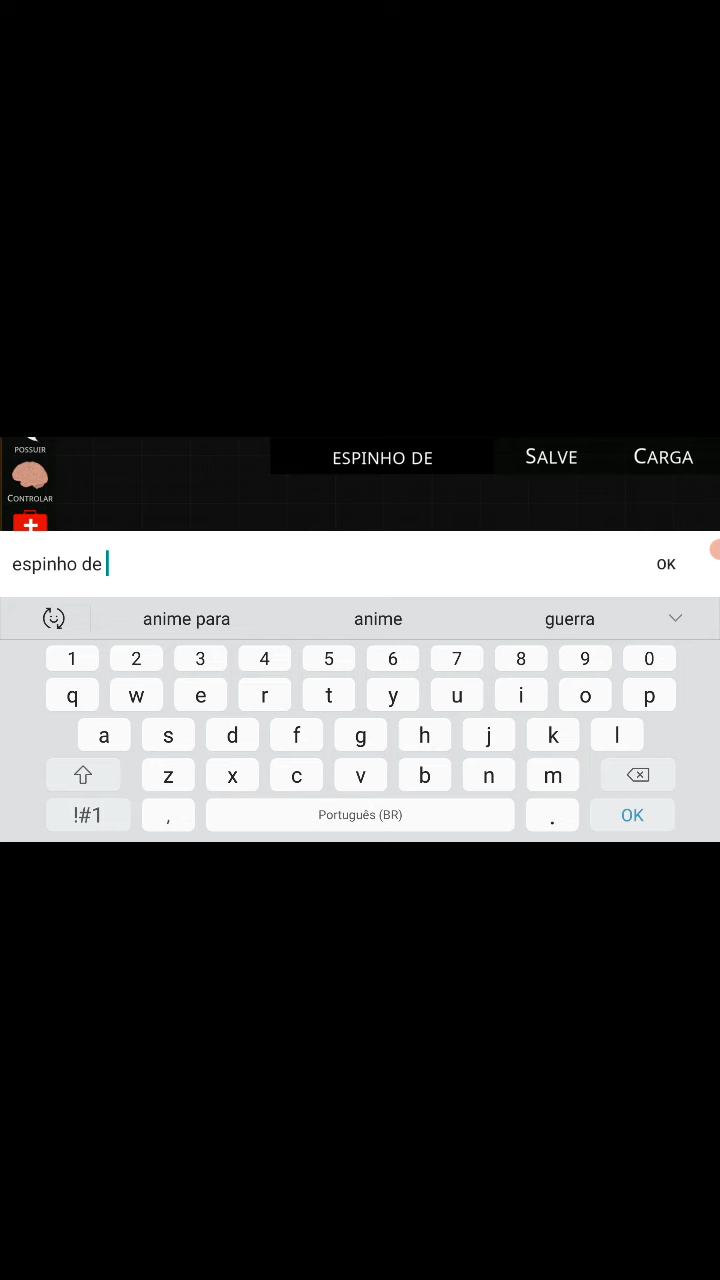 POSSUIR
ESPINHO DE SALVE CARGA
CONTROLAR
espinho de OK
anime para anime guerra
1 2 3 4 5 6 7 8 9 0
q w e r t y u i o p
a s d f g h j k l
z x c v b n m
!#1 , Português (BR) . OK